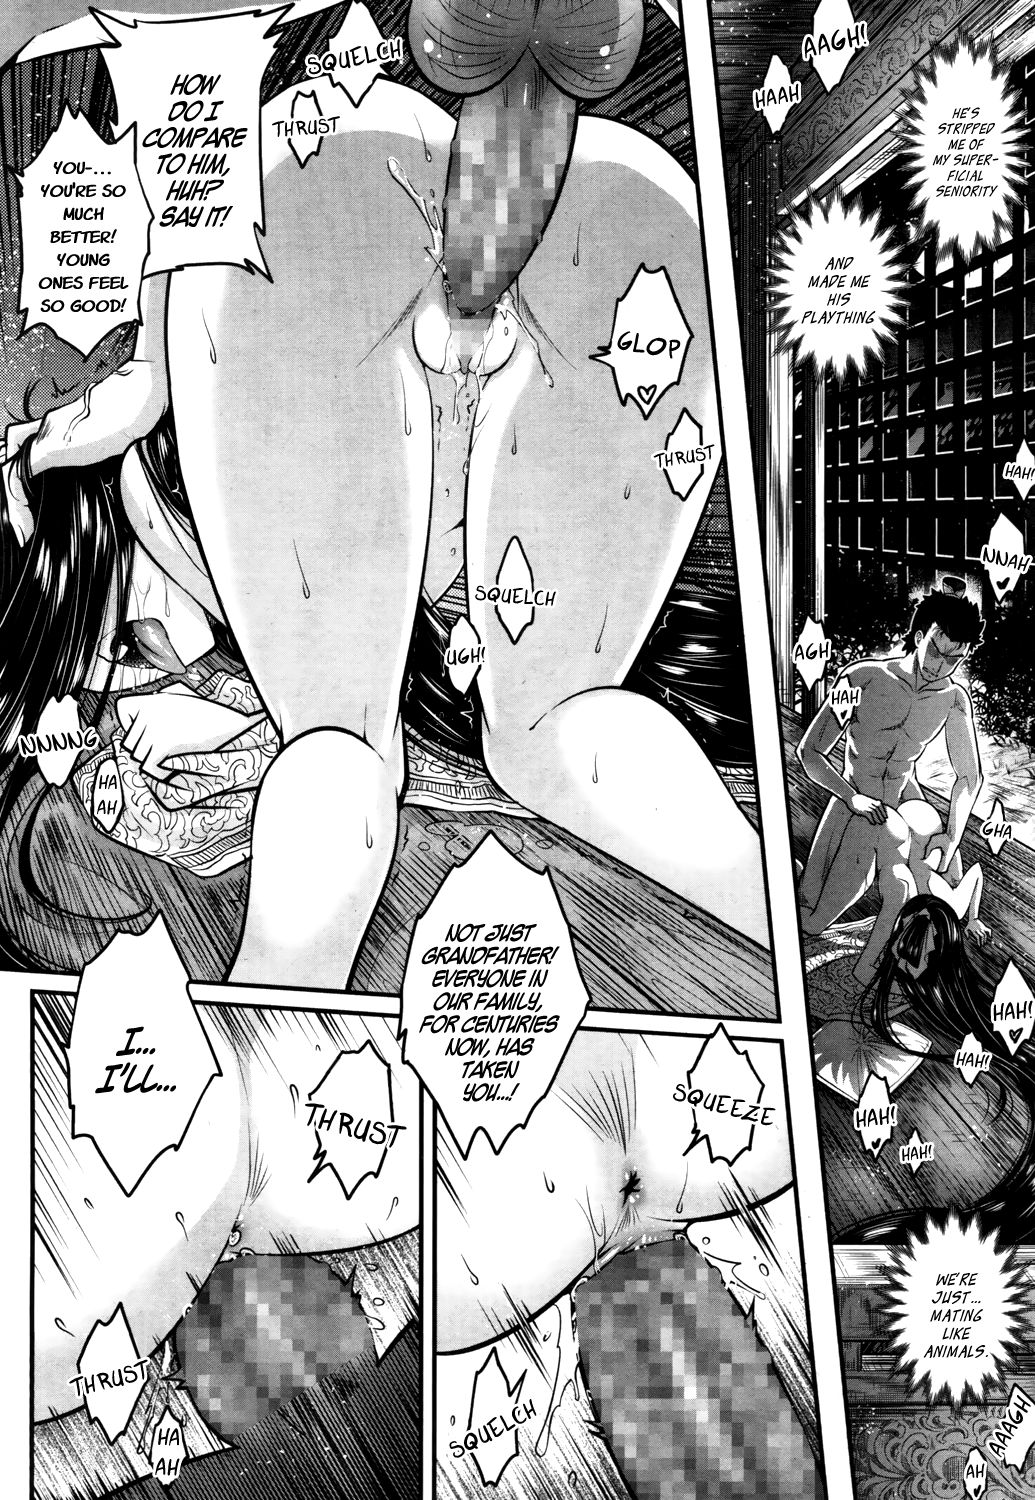 AAGH!
HAAH
HE'S
STRIPPED
ME OF
MY SUPER-
FICIAL
SENIORITY
AND
MADE ME
HIS
PLAYTHING
HAH!
NNAH
AGH
HAH
GHA
HAH!
HAH!
HAH!
HAH!
WE'RE
JUST...
MATING
LIKE
ANIMALS.
AAAGH
AH
SQUELCH
THRUST
HOW
DO I
COMPARE
TO HIM,
HUH?
SAY IT!
YOU-...
YOU'RE SO
MUCH
BETTER!
YOUNG
ONES FEEL
SO GOOD!
GLOP
THRUST
SQUELCH
UGH!
NNNNG
HA
AH
NOT JUST
GRANDFATHER!
EVERYONE IN
OUR FAMILY,
FOR CENTURIES
NOW, HAS
TAKEN
YOU...!
SQUEEZE
SQUELCH
THRUST
I...
I'LL...
THRUST
HA
AH